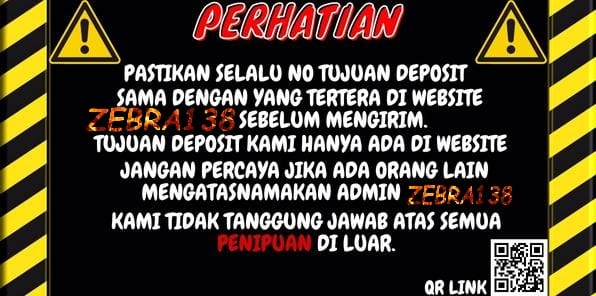 PERHATIAN
PASTIKAN SELALU NO TUJUAN DEPOSIT
SAMA DENGAN YANG TERTERA DI WEBSITE
ZEBRA138 SEBELUM MENGIRIM.
TUJUAN DEPOSIT KAMI HANYA ADA DI WEBSITE
JANGAN PERCAYA JIKA ADA ORANG LAIN
MENGATASNAMAKAN ADMIN ZEBRA138
KAMI TIDAK TANGGUNG JAWAB ATAS SEMUA
PENIPUAN DI LUAR.
QR LINK